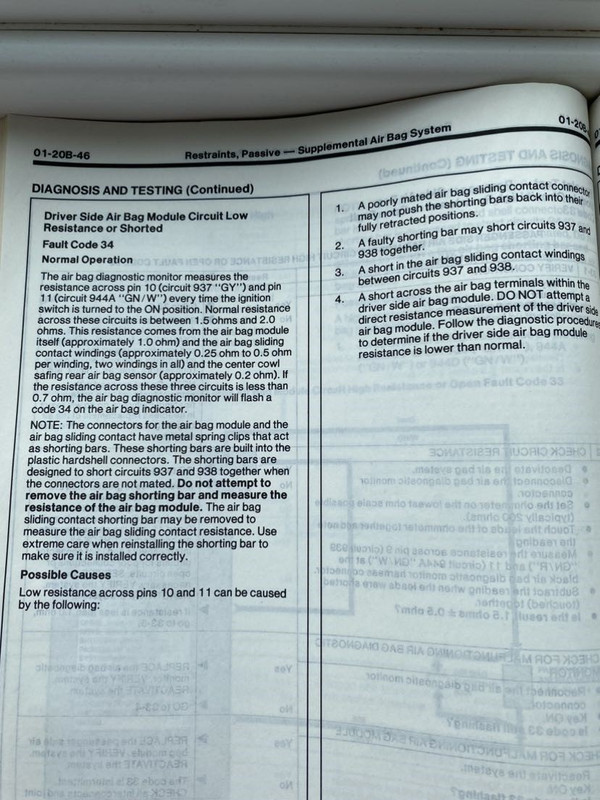 01-20B-46
Restraints, Passive — Supplemental Air Bag System
01-20B-
DIAGNOSIS AND TESTING (Continued)
Driver Side Air Bag Module Circuit Low
Resistance or Shorted
Fault Code 34
Normal Operation
The air bag diagnostic monitor measures the
resistance across pin 10 (circuit 937 "GY") and pin
11 (circuit 944A "GN/W") every time the ignition
switch is turned to the ON position. Normal resistance
across these circuits is between 1.5 ohms and 2.0
ohms. This resistance comes from the air bag module
itself (approximately 1.0 ohm) and the air bag sliding
contact windings (approximately 0.25 ohm to 0.5 ohm
per winding, two windings in all) and the center cowl
safing rear air bag sensor (approximately 0.2 ohm). If
the resistance across these three circuits is less than
0.7 ohm, the air bag diagnostic monitor will flash a
code 34 on the air bag indicator.
NOTE: The connectors for the air bag module and the
air bag sliding contact have metal spring clips that act
as shorting bars. These shorting bars are built into the
plastic hardshell connectors. The shorting bars are
designed to short circuits 937 and 938 together when
the connectors are not mated. Do not attempt to
remove the air bag shorting bar and measure the
resistance of the air bag module. The air bag
sliding contact shorting bar may be removed to
measure the air bag sliding contact resistance. Use
extreme care when reinstalling the shorting bar to
make sure it is installed correctly.
Possible Causes
Low resistance across pins 10 and 11 can be caused
by the following:
1. A poorly mated air bag sliding contact connector
may not push the shorting bars back into their
fully retracted positions.
2. A faulty shorting bar may short circuits 937 and
938 together.
3. A short in the air bag sliding contact windings
between circuits 937 and 938.
4. A short across the air bag terminals within the
driver side air bag module. DO NOT attempt a
direct resistance measurement of the driver side
air bag module. Follow the diagnostic procedures
to determine if the driver side air bag module
resistance is lower than normal.